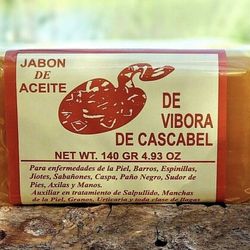 JABON
DE
ACEITE
DE
VIBORA
DE CASCABEL
NET WT. 140 GR 4.93 OZ
Para enfermedades de la Piel, Barros, Espinillas,
Jiotes, Sabañones, Caspa, Paño Negro, Sudor de
Pies, Axilas y Manos.
Auxiliar en tratamiento de Salpullido, Manchas
de la Piel, Granos, Urticaria y toda clase de llagas